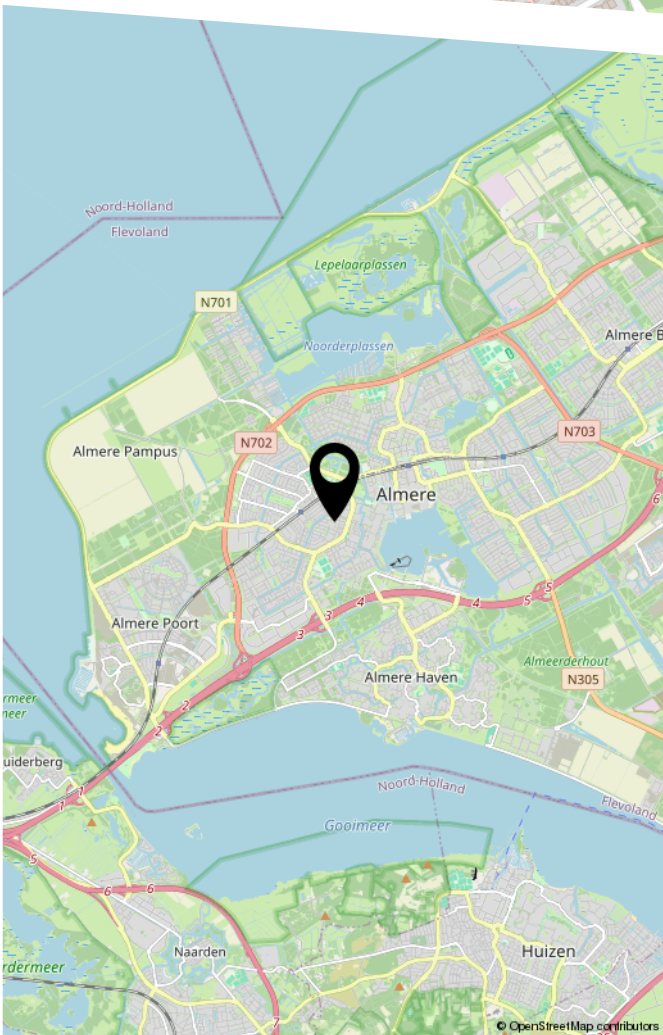 Noord-Holland
Flevoland
Lepelaarplassen
N701
Noorderplassen
Almere B
N703
N702
Almere Pampus
Almere
6
5
5
4
4
3
3
Almere Poort
Almeerderhout
Almere Haven
N305
2
2
meer
uiderberg
Noord-Holland
1
1
Flevoland
Gooimeer
5
6
6
Naarden
Huizen
rdermeer
7
© OpenStreetMap contributors